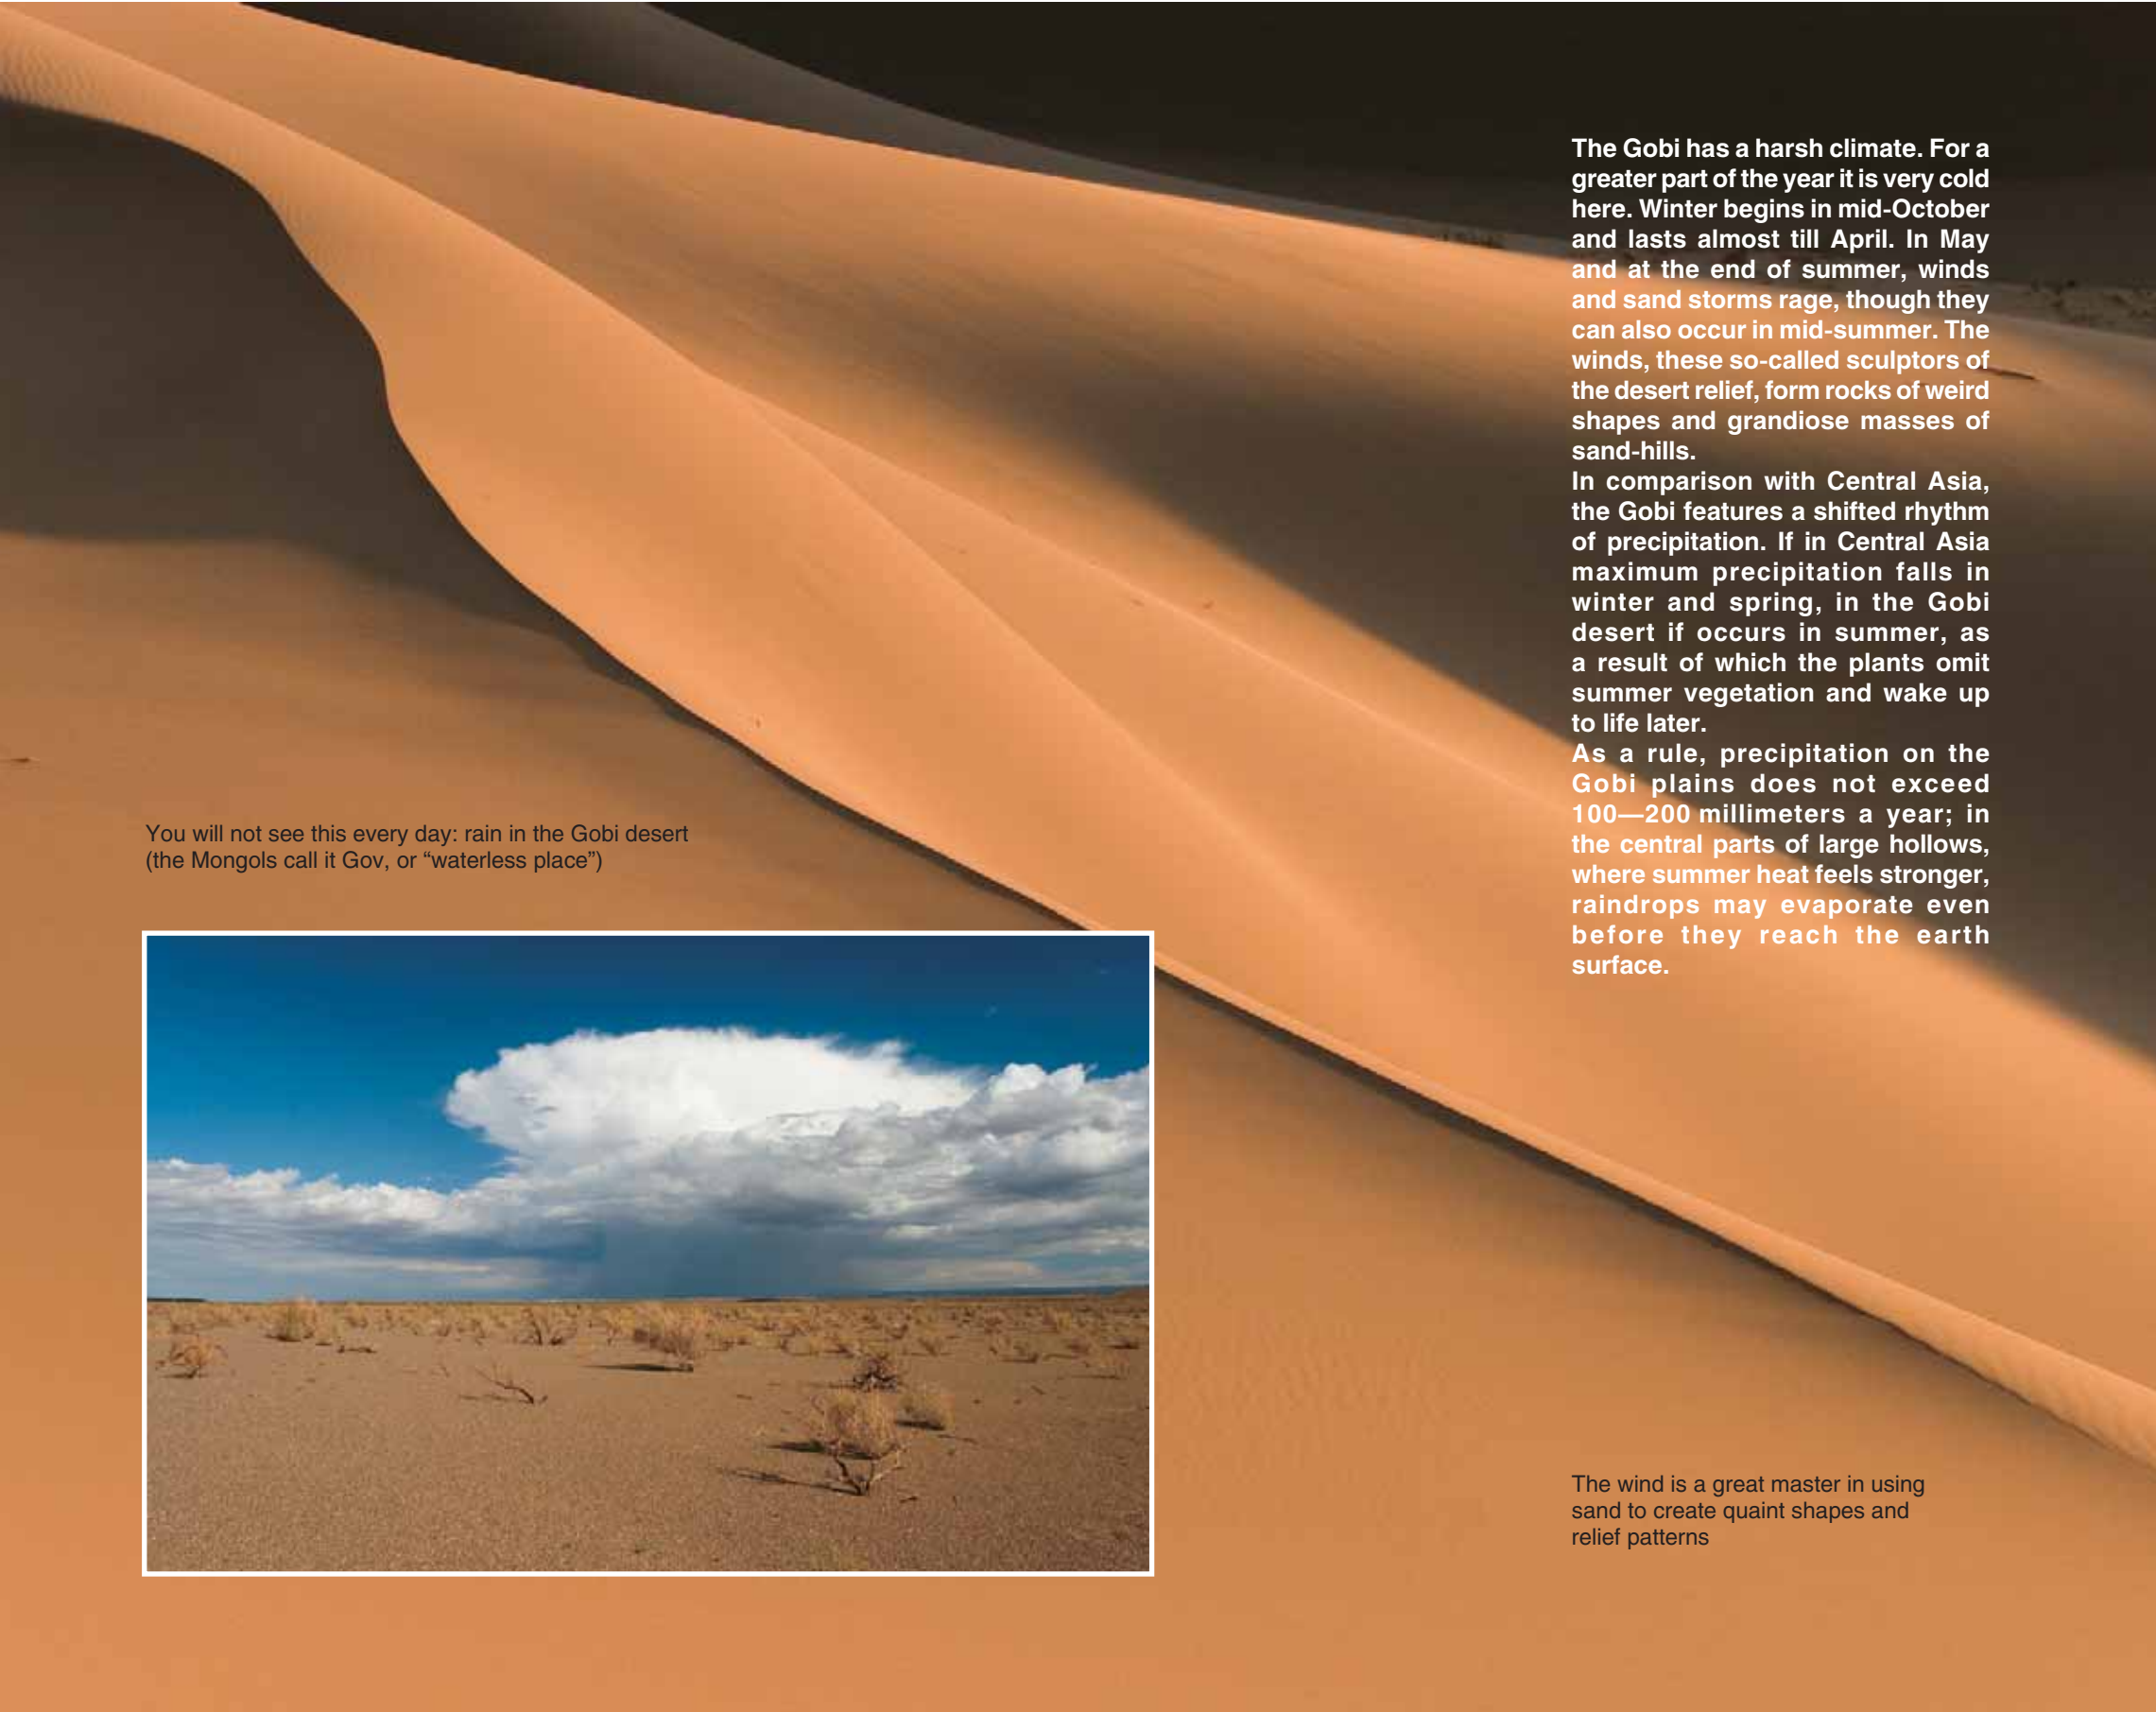 The Gobi has a harsh climate. For a
greater part of the year it is very cold
here. Winter begins in mid-October
and lasts almost till April. In May
and at the end of summer, winds
and sand storms rage, though they
can also occur in mid-summer. The
winds, these so-called sculptors of
the desert relief, form rocks of weird
shapes and grandiose masses of
sand-hills.
In comparison with Central Asia,
the Gobi features a shifted rhythm
of precipitation. If in Central Asia
maximum precipitation falls in
winter and spring, in the Gobi
desert if occurs in summer, as
a result of which the plants omit
summer vegetation and wake up
to life later.
As a rule, precipitation on the
Gobi plains does not exceed
100—200 millimeters a year; in
the central parts of large hollows,
where summer heat feels stronger,
raindrops may evaporate even
before they reach the earth
surface.
You will not see this every day: rain in the Gobi desert
(the Mongols call it Gov, or “waterless place”)
The wind is a great master in using
sand to create quaint shapes and
relief patterns